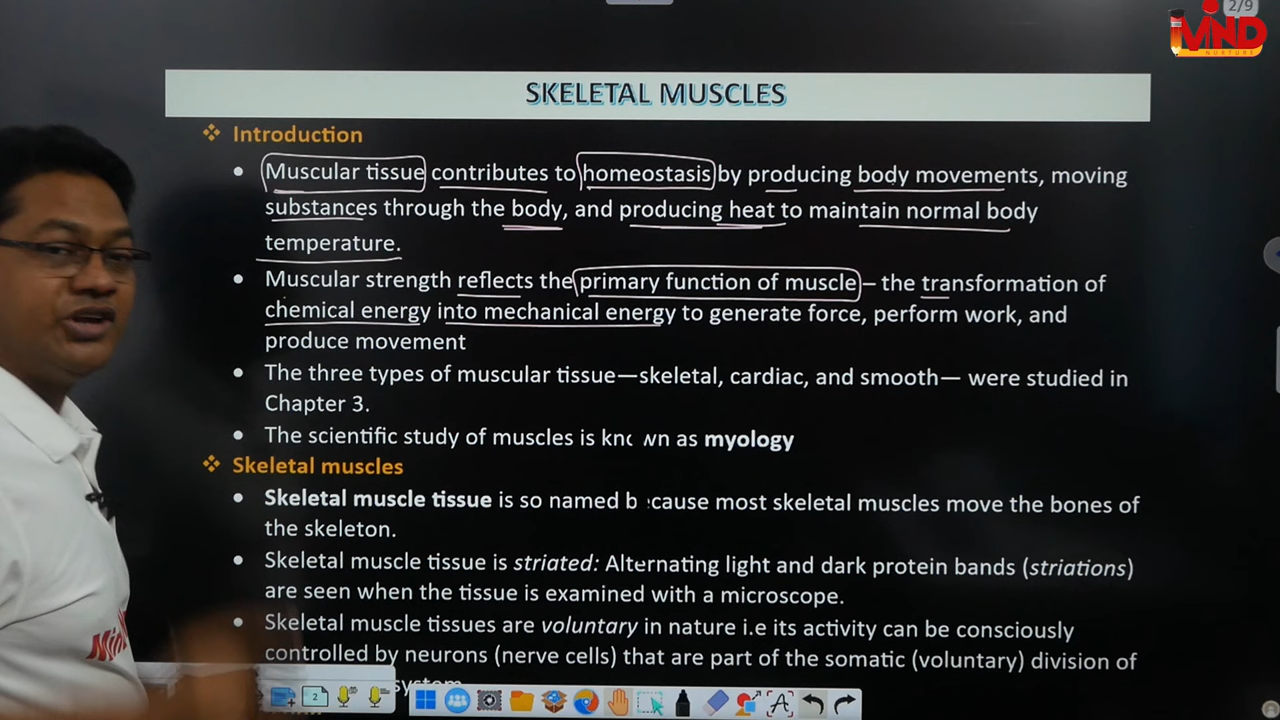 2/9
MIND
NURTURE
SKELETAL MUSCLES
Introduction
Muscular tissue contributes to homeostasis by producing body movements, moving
substances through the body, and producing heat to maintain normal body
temperature.
Muscular strength reflects the primary function of muscle– the transformation of
chemical energy into mechanical energy to generate force, perform work, and
produce movement
The three types of muscular tissue—skeletal, cardiac, and smooth— were studied in
Chapter 3.
The scientific study of muscles is known as myology
Skeletal muscles
Skeletal muscle tissue is so named because most skeletal muscles move the bones of
the skeleton.
Skeletal muscle tissue is striated: Alternating light and dark protein bands (striations)
are seen when the tissue is examined with a microscope.
Skeletal muscle tissues are voluntary in nature i.e its activity can be consciously
controlled by neurons (nerve cells) that are part of the somatic (voluntary) division of
2
A